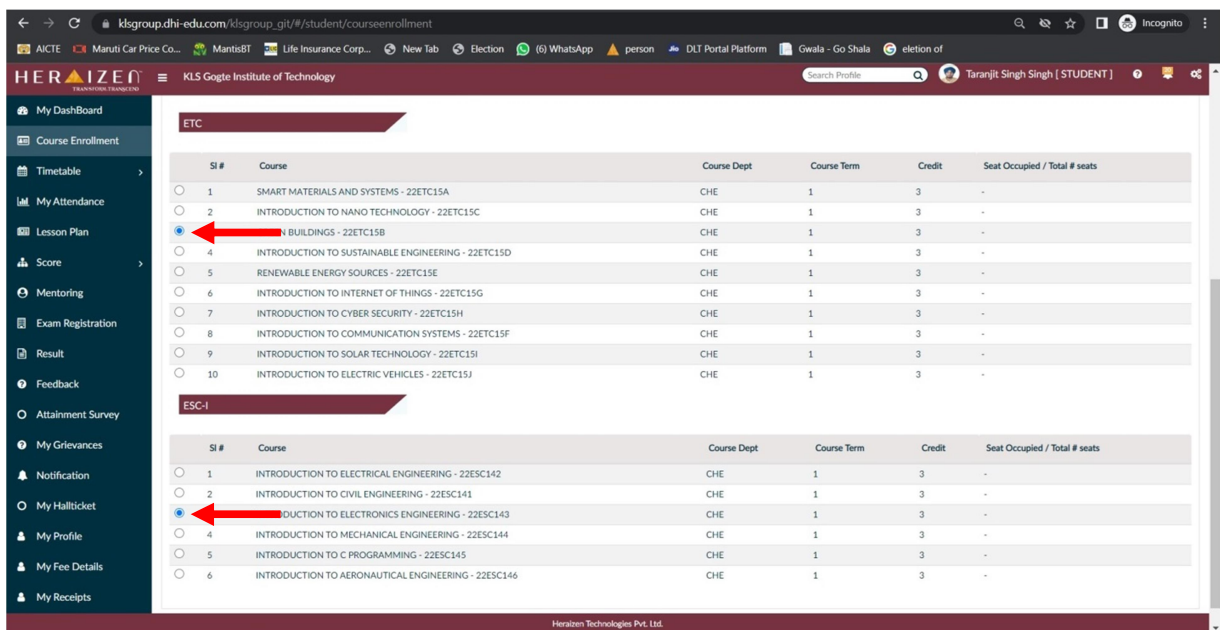 klsgroup.dhi-edu.com/klsgroup_git/#/student/courseenrollment Incognito
AICTE Maruti Car Price Co... MantisBT Life Insurance Corp... New Tab Election (6) WhatsApp person DLT Portal Platform Gwala - Go Shala eletion of
HERAIZEN KLS Gogte Institute of Technology Search Profile Taranjit Singh Singh [ STUDENT ]
TRANSFORM.TRANSCEND
My DashBoard
Course Enrollment
Timetable
My Attendance
Lesson Plan
Score
Mentoring
Exam Registration
Result
Feedback
Attainment Survey
My Grievances
Notification
My Hallticket
My Profile
My Fee Details
My Receipts
ETC
Sl # Course Course Dept Course Term Credit Seat Occupied / Total # seats
1 SMART MATERIALS AND SYSTEMS - 22ETC15A CHE 1 3 -
2 INTRODUCTION TO NANO TECHNOLOGY - 22ETC15C CHE 1 3 -
N BUILDINGS - 22ETC15B CHE 1 3 -
4 INTRODUCTION TO SUSTAINABLE ENGINEERING - 22ETC15D CHE 1 3 -
5 RENEWABLE ENERGY SOURCES - 22ETC15E CHE 1 3 -
6 INTRODUCTION TO INTERNET OF THINGS - 22ETC15G CHE 1 3 -
7 INTRODUCTION TO CYBER SECURITY - 22ETC15H CHE 1 3 -
8 INTRODUCTION TO COMMUNICATION SYSTEMS - 22ETC15F CHE 1 3 -
9 INTRODUCTION TO SOLAR TECHNOLOGY - 22ETC15I CHE 1 3 -
10 INTRODUCTION TO ELECTRIC VEHICLES - 22ETC15J CHE 1 3 -
ESC-I
Sl # Course Course Dept Course Term Credit Seat Occupied / Total # seats
1 INTRODUCTION TO ELECTRICAL ENGINEERING - 22ESC142 CHE 1 3 -
2 INTRODUCTION TO CIVIL ENGINEERING - 22ESC141 CHE 1 3 -
DUCTION TO ELECTRONICS ENGINEERING - 22ESC143 CHE 1 3 -
4 INTRODUCTION TO MECHANICAL ENGINEERING - 22ESC144 CHE 1 3 -
5 INTRODUCTION TO C PROGRAMMING - 22ESC145 CHE 1 3 -
6 INTRODUCTION TO AERONAUTICAL ENGINEERING - 22ESC146 CHE 1 3 -
Heraizen Technologies Pvt. Ltd.